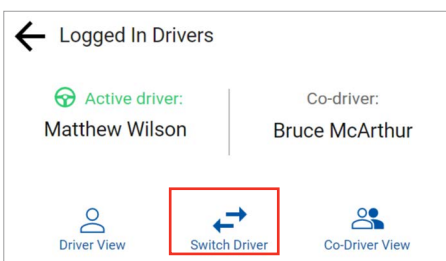 Logged In Drivers
Active driver:
Matthew Wilson
Co-driver:
Bruce McArthur
Driver View
Switch Driver
Co-Driver View